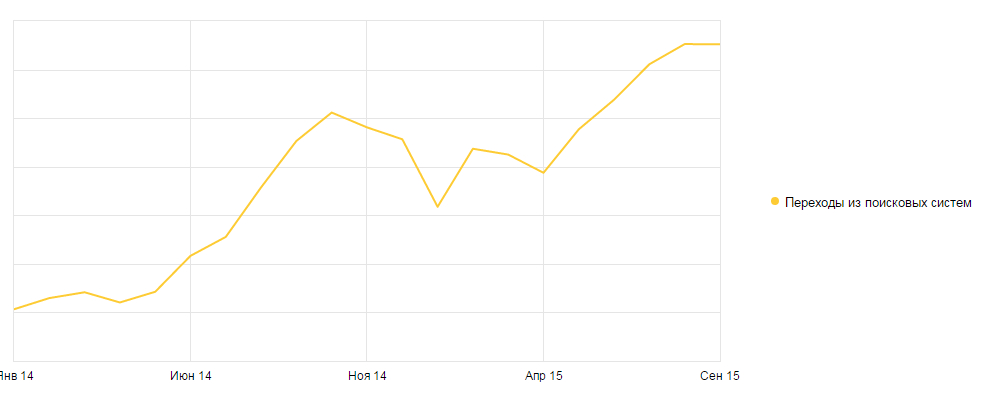 Янв 14
Июн 14
Ноя 14
Апр 15
Сен 15
Переходы из поисковых систем